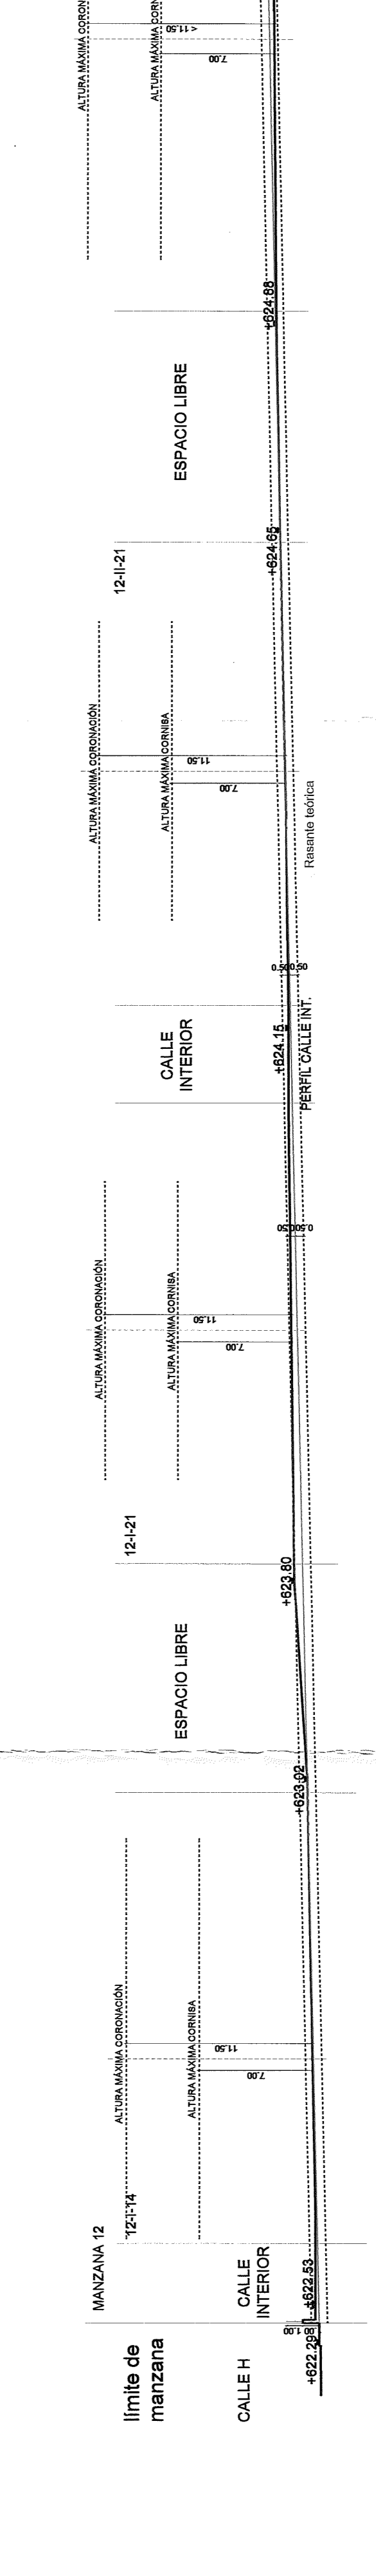 límite de
manzana
CALLE H
+622.29
MANZANA 12
CALLE
INTERIOR
+622.53
1.00
12-I-14
ALTURA MÁXIMA CORONACIÓN
ALTURA MÁXIMA CORNISA
7.00
11.50
+623.02
ESPACIO LIBRE
+623.80
12-I-21
ALTURA MÁXIMA CORONACIÓN
ALTURA MÁXIMA CORNISA
7.00
11.50
0.50
0.50
CALLE
INTERIOR
+624.15
PERFIL CALLE INT.
0.50
0.50
Rasante teórica
ALTURA MÁXIMA CORONACIÓN
ALTURA MÁXIMA CORNISA
7.00
11.50
12-II-21
+624.65
ESPACIO LIBRE
+624.88
ALTURA MÁXIMA CORON
ALTURA MÁXIMA CORN
7.00
< 11.50